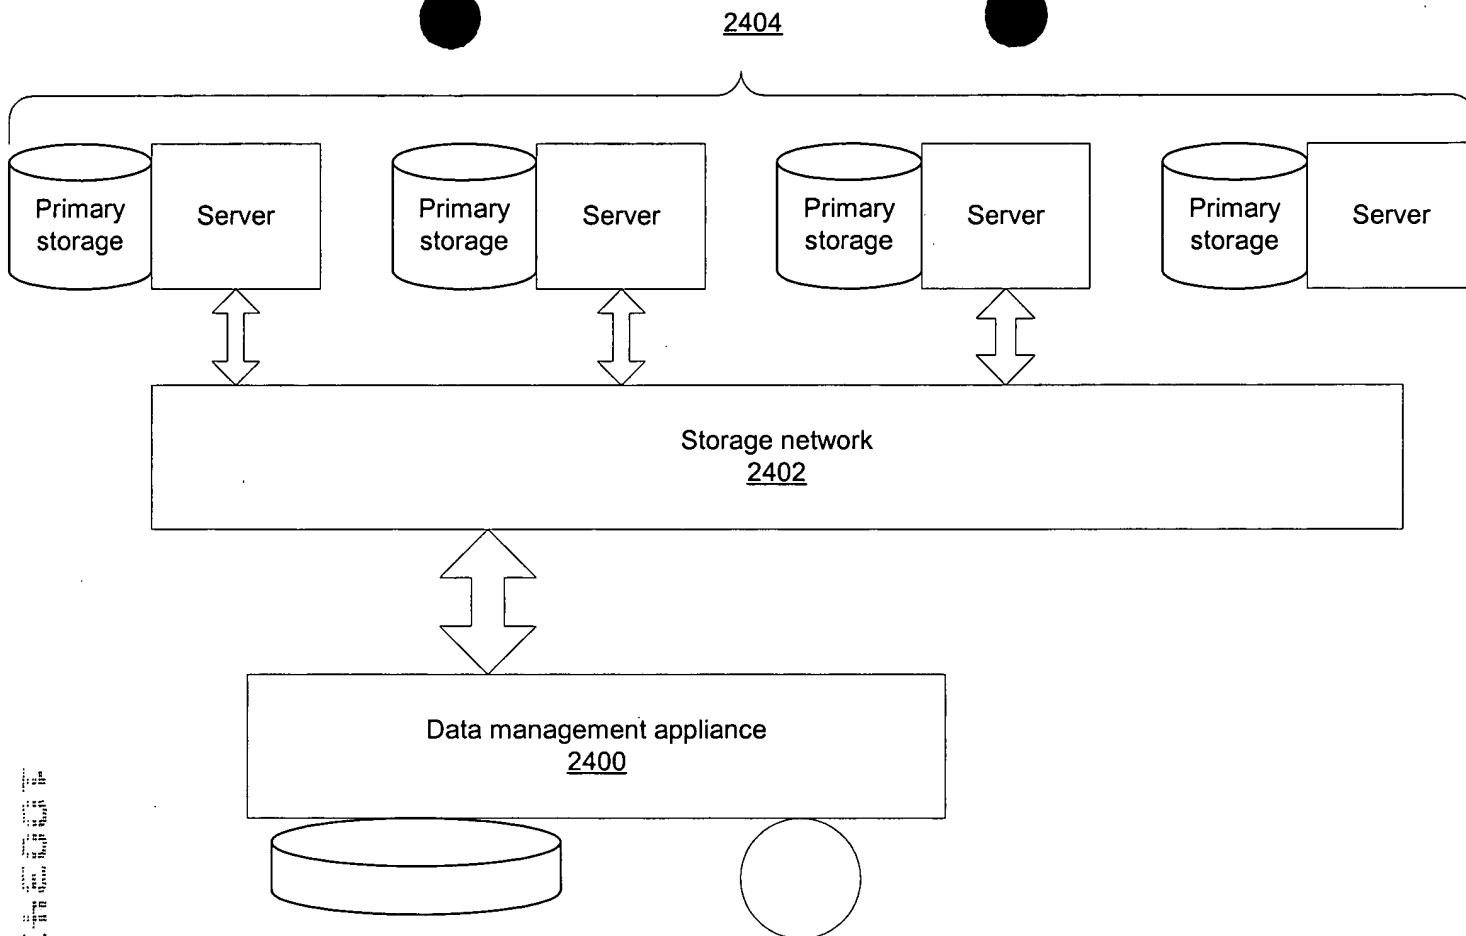 2404
Primary
storage
Server
Primary
storage
Server
Primary
storage
Server
Primary
storage
Server
Storage network
2402
Data management appliance
2400